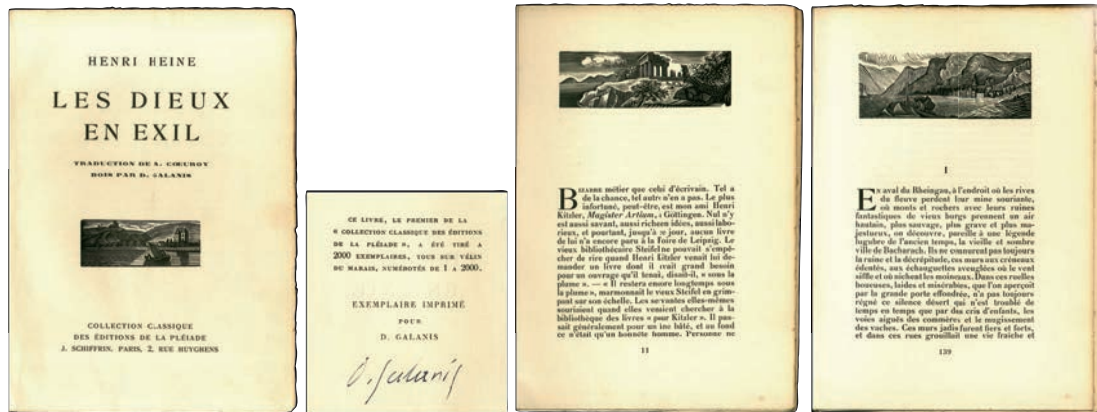 HENRI HEINE
LES DIEUX
EN EXIL
TRADUCTION DE A. CŒUROY
BOIS PAR D. GALANIS
COLLECTION CLASSIQUE
DES ÉDITIONS DE LA PLÉIADE
J. SCHIFFRIN, PARIS, 2, RUE HUYGHENS
CE LIVRE, LE PREMIER DE LA
« COLLECTION CLASSIQUE DES ÉDITIONS
DE LA PLÉIADE », A ÉTÉ TIRÉ A
2000 EXEMPLAIRES, TOUS SUR VÉLIN
DU MARAIS, NUMÉROTÉS DE 1 A 2000.
EXEMPLAIRE IMPRIMÉ
POUR
D. GALANIS
D. Galanis
BIZARRE métier que celui d'écrivain. Tel a
de la chance, tel autre n'en a pas. Le plus
infortuné, peut-être, est mon ami Henri
Kitzler, Magister Artium, à Göttingen. Nul n'y
est aussi savant, aussi riche en idées, aussi labo-
rieux, et pourtant, jusqu'à ce jour, aucun livre
de lui n'a encore paru à la foire de Leipzig. Le
vieux bibliothécaire Steifel ne pouvait s'empê-
cher de rire quand Henri Litzler venait lui de-
mander un livre dont il avait grand besoin
pour un ouvrage qu'il tenait, disait-il, « sous la
plume ». — « Il restera encore longtemps sous
la plume », marmonnait le vieux Steifel en grim-
pant sur son échelle. Les servantes elles-mêmes
souriaient quand elles venaient chercher à la
bibliothèque des livres « pour Kitzler ». Il pas-
sait généralement pour un âne bâté, et au fond
ce n'était qu'un honnête homme. Personne ne
11
I
EN aval du Rheingau, à l'endroit où les rives
du fleuve perdent leur mine souriante,
où monts et rochers avec leurs ruines
fantastiques de vieux burgs prennent un air
hautain, plus sauvage, plus grave et plus ma-
jestueux, on découvre, pareille à une légende
lugubre de l'ancien temps, la vieille et sombre
ville de Bacharach. Ils ne connurent pas toujours
la ruine et la décrépitude, ces murs aux créneaux
édentés, aux échauguettes aveuglées où le vent
siffle et où nichent les moineaux. Dans ces ruelles
boueuses, laides et misérables, que l'on aperçoit
par la grande porte effondrée, n'a pas toujours
régné ce silence désert qui n'est troublé de
temps en temps que par des cris d'enfants, les
voies aiguës des commères et le mugissement
des vaches. Ces murs jadis furent fiers et forts,
et dans ces rues grouillait une vie fraîche et
139